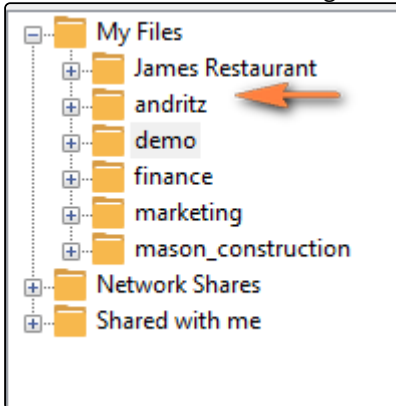 My Files
James Restaurant
andritz
demo
finance
marketing
mason_construction
Network Shares
Shared with me